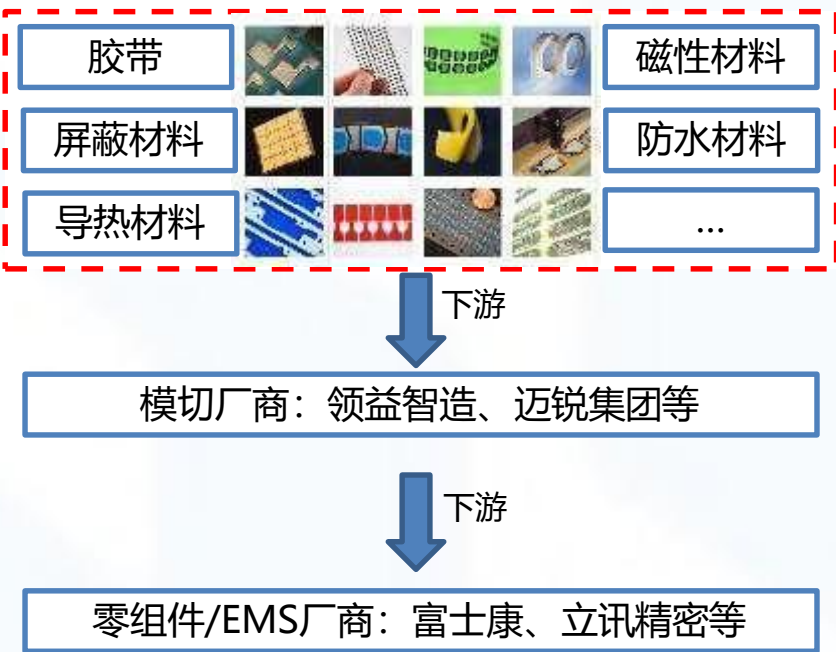 胶带
磁性材料
屏蔽材料
防水材料
导热材料
...
下游
模切厂商：领益智造、迈锐集团等
下游
零组件/EMS厂商：富士康、立讯精密等